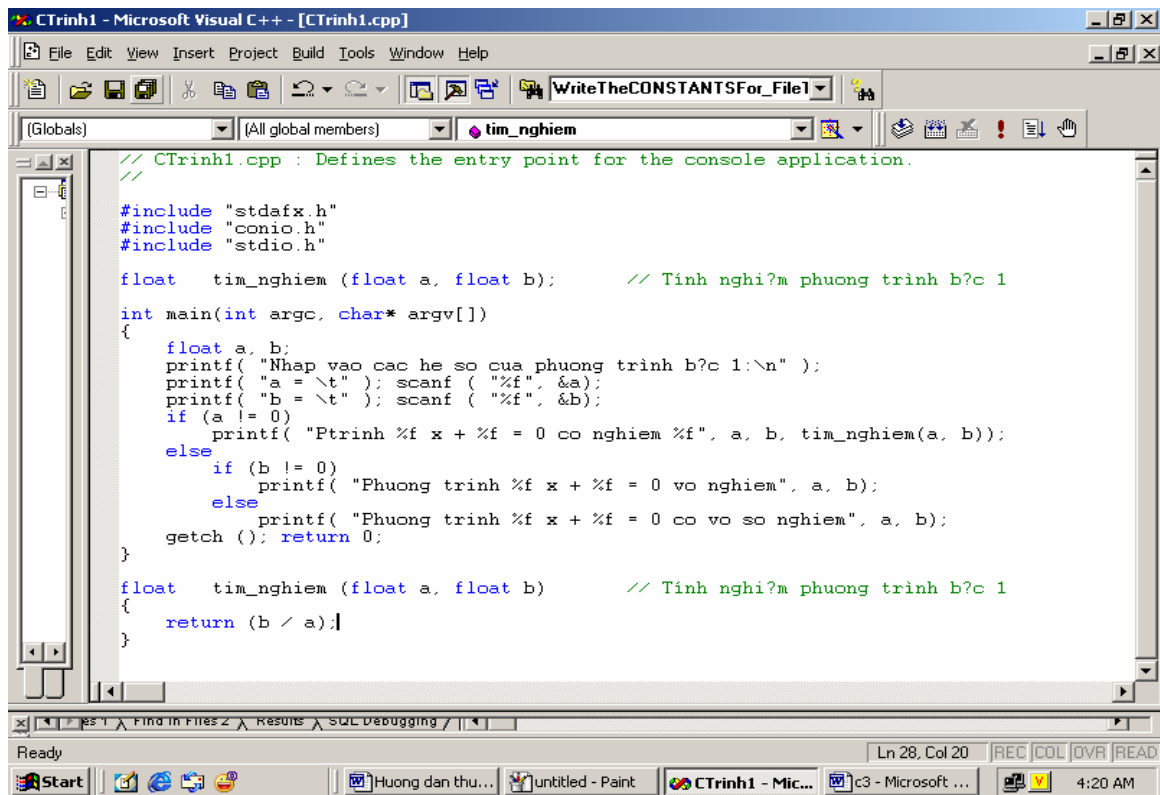 CTrinh1 - Microsoft Visual C++ - [CTrinh1.cpp]
File Edit View Insert Project Build Tools Window Help
WriteTheCONSTANTSFor_File1
(Globals) (All global members) tim_nghiem
// CTrinh1.cpp : Defines the entry point for the console application.
//
#include "stdafx.h"
#include "conio.h"
#include "stdio.h"
float tim_nghiem (float a, float b); // Tính nghi?m phuong trình b?c 1
int main(int argc, char* argv[])
{
float a, b;
printf( "Nhap vao cac he so cua phuong trình b?c 1:\n" );
printf( "a = \t" ); scanf ( "%f", &a);
printf( "b = \t" ); scanf ( "%f", &b);
if (a != 0)
printf( "Ptrinh %f x + %f = 0 co nghiem %f", a, b, tim_nghiem(a, b));
else
if (b != 0)
printf( "Phuong trinh %f x + %f = 0 vo nghiem", a, b);
else
printf( "Phuong trinh %f x + %f = 0 co vo so nghiem", a, b);
getch (); return 0;
}
float tim_nghiem (float a, float b) // Tính nghi?m phuong trình b?c 1
{
return (b / a);
}
es 1 Find in Files 2 Results SQL Debugging
Ready Ln 28, Col 20 REC COL OVR READ
Start Huong dan thu... untitled - Paint CTrinh1 - Mic... c3 - Microsoft ... V 4:20 AM